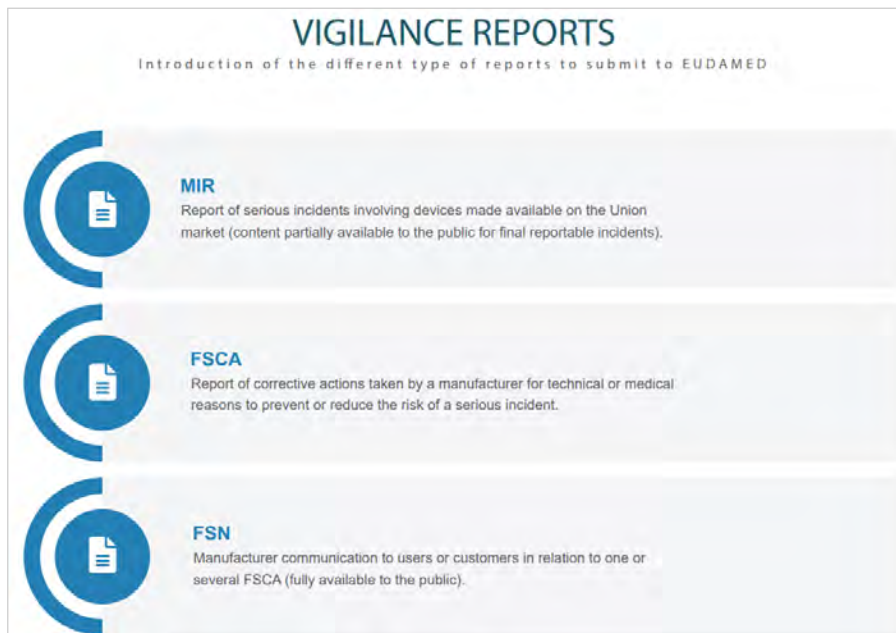 VIGILANCE REPORTS
Introduction of the different type of reports to submit to EUDAMED
MIR
Report of serious incidents involving devices made available on the Union
market (content partially available to the public for final reportable incidents).
FSCA
Report of corrective actions taken by a manufacturer for technical or medical
reasons to prevent or reduce the risk of a serious incident.
FSN
Manufacturer communication to users or customers in relation to one or
several FSCA (fully available to the public).